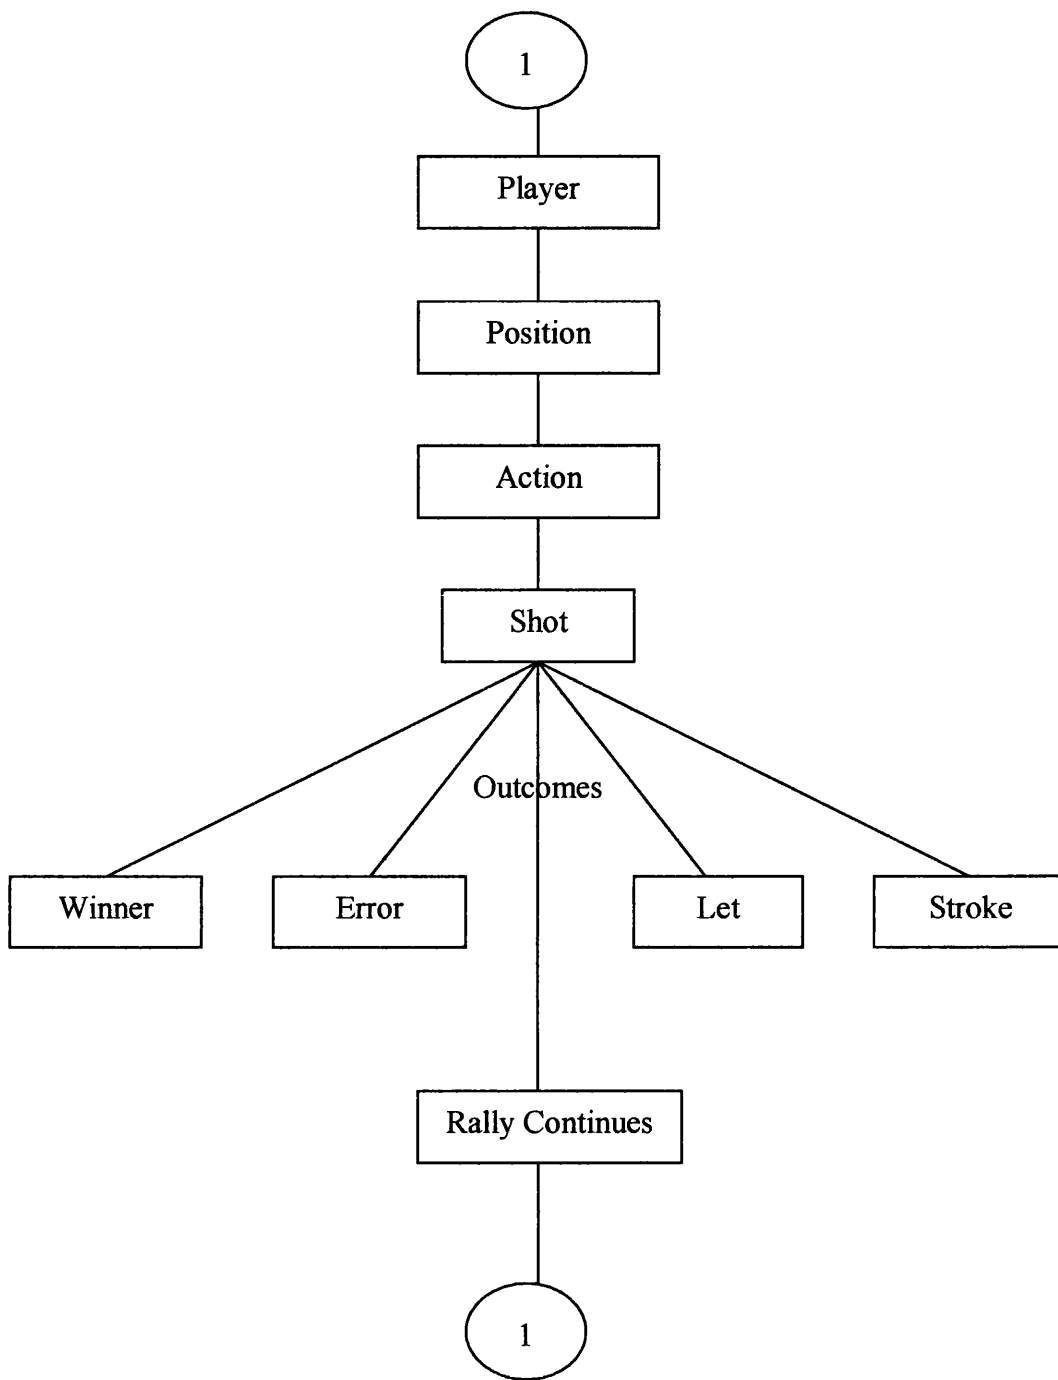 1
Player
Position
Action
Shot
Outcomes
Winner
Error
Let
Stroke
Rally Continues
1